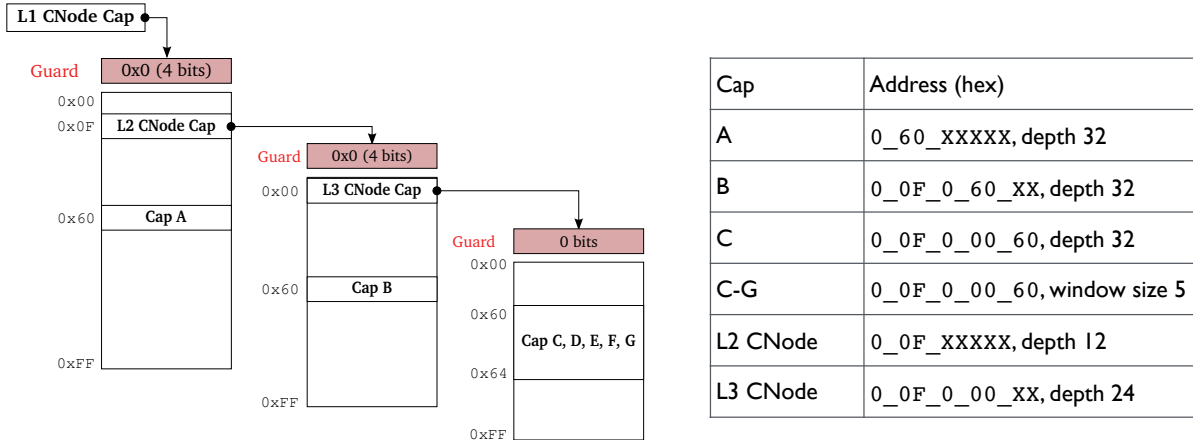 L1 CNode Cap
Guard
0x0 (4 bits)
0x00
0x0F
L2 CNode Cap
0x60
Cap A
0xFF
Guard
0x0 (4 bits)
0x00
L3 CNode Cap
0x60
Cap B
0xFF
Guard
0 bits
0x00
0x60
Cap C, D, E, F, G
0x64
0xFF
Cap Address (hex)
A 0_60_XXXXX, depth 32
B 0_0F_0_60_XX, depth 32
C 0_0F_0_00_60, depth 32
C-G 0_0F_0_00_60, window size 5
L2 CNode 0_0F_XXXXX, depth 12
L3 CNode 0_0F_0_00_XX, depth 24